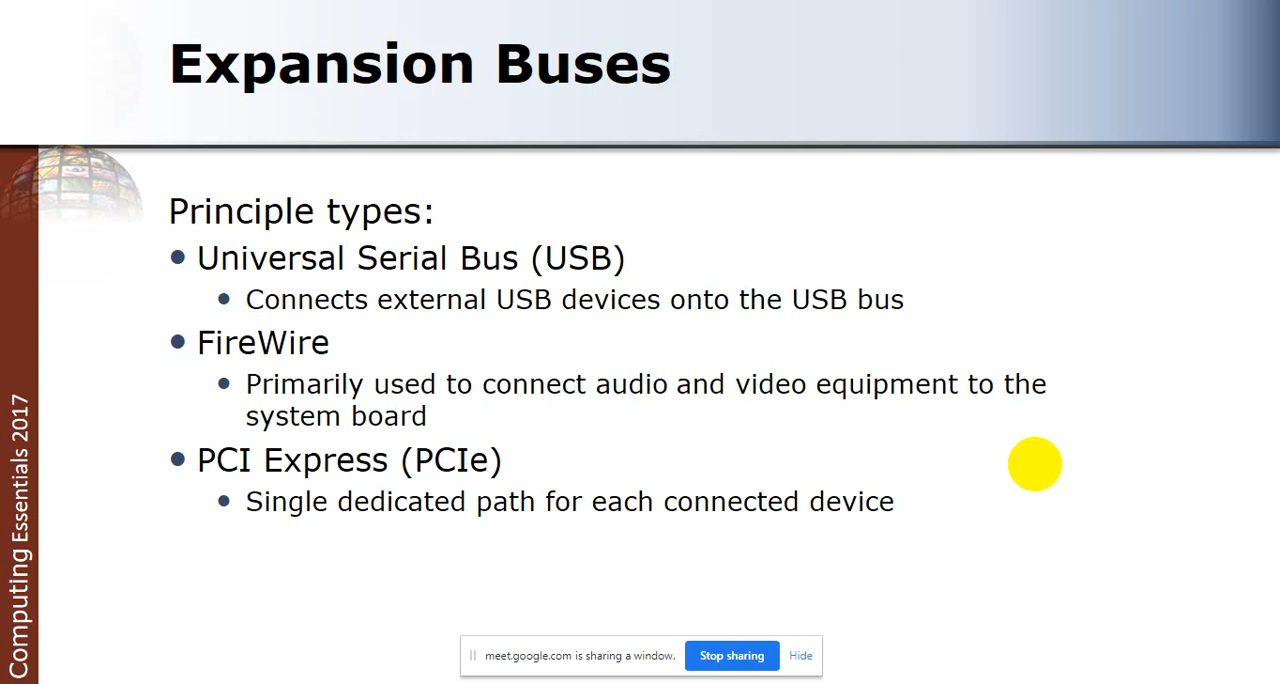 Expansion Buses
Principle types:
Universal Serial Bus (USB)
Connects external USB devices onto the USB bus
FireWire
Primarily used to connect audio and video equipment to the
system board
PCI Express (PCIe)
Single dedicated path for each connected device
Computing Essentials 2017
meet.google.com is sharing a window. Stop sharing Hide